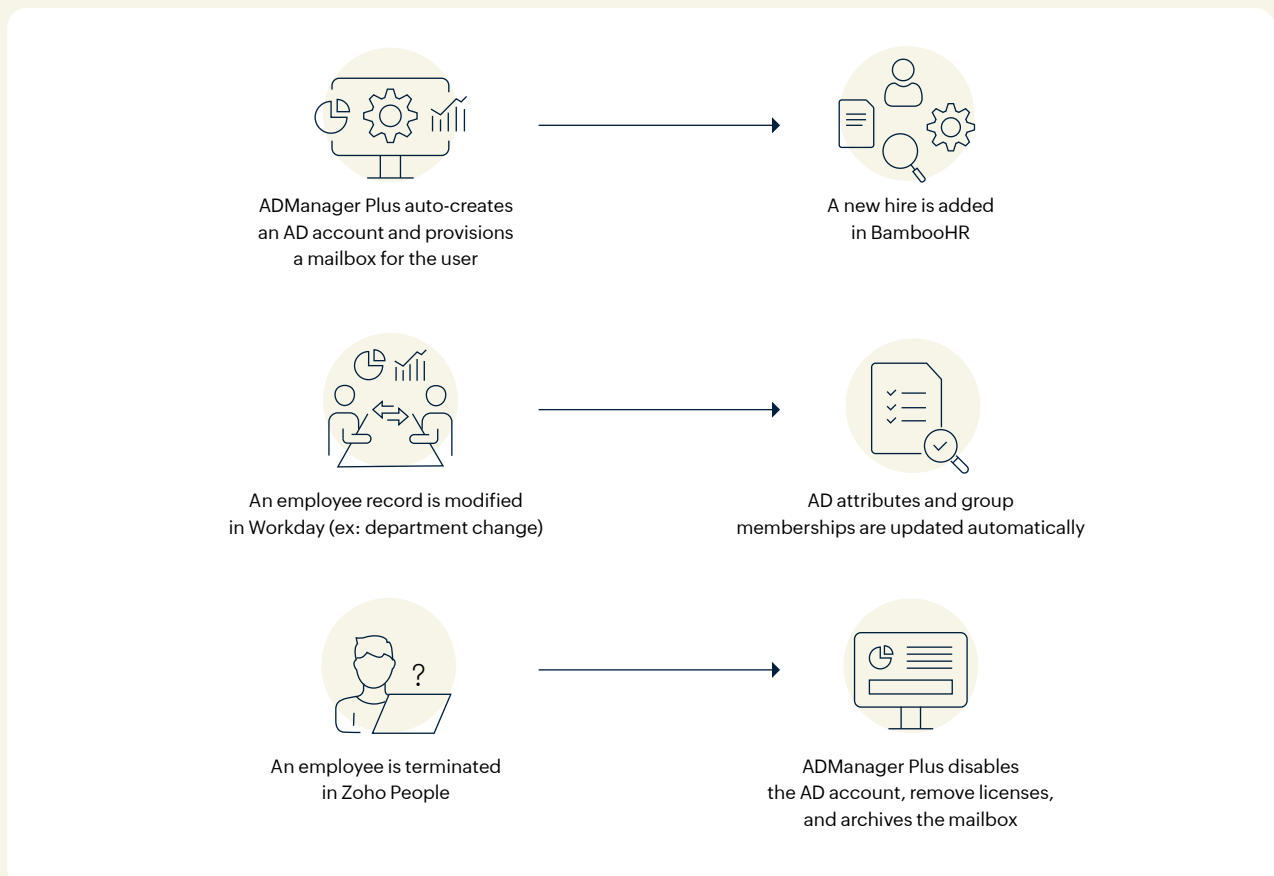 ADManager Plus auto-creates
an AD account and provisions
a mailbox for the user
A new hire is added
in BambooHR
An employee record is modified
in Workday (ex: department change)
AD attributes and group
memberships are updated automatically
?
An employee is terminated
in Zoho People
ADManager Plus disables
the AD account, remove licenses,
and archives the mailbox